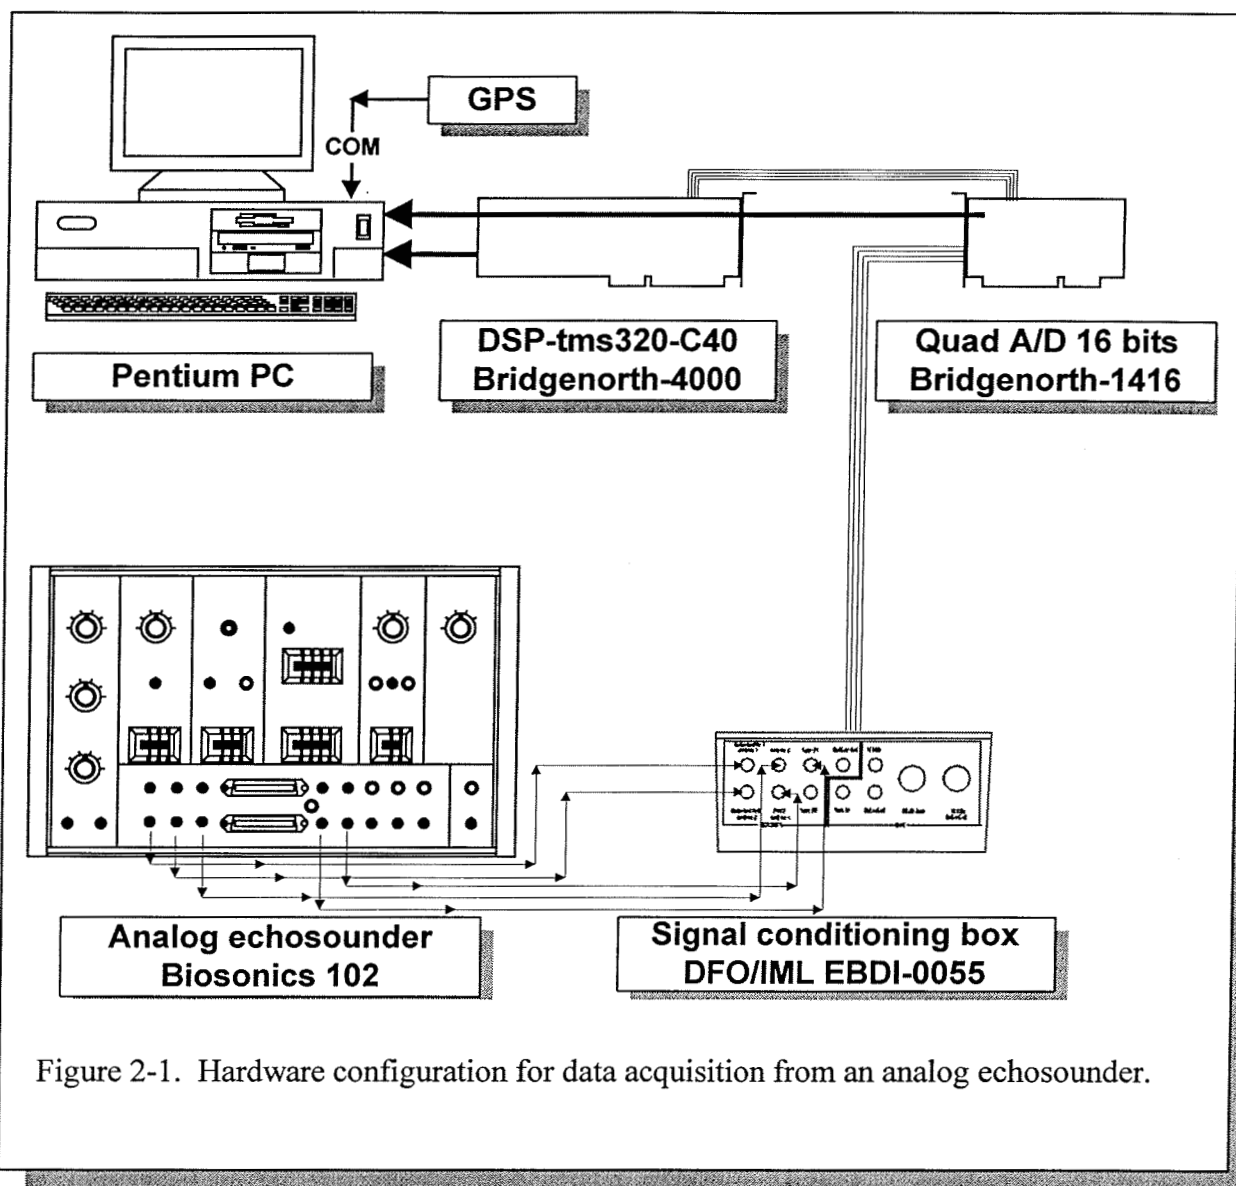 GPS
COM
Pentium PC
DSP-tms320-C40
Bridgenorth-4000
Quad A/D 16 bits
Bridgenorth-1416
Analog echosounder
Biosonics 102
Signal conditioning box
DFO/IML EBDI-0055
Figure 2-1. Hardware configuration for data acquisition from an analog echosounder.